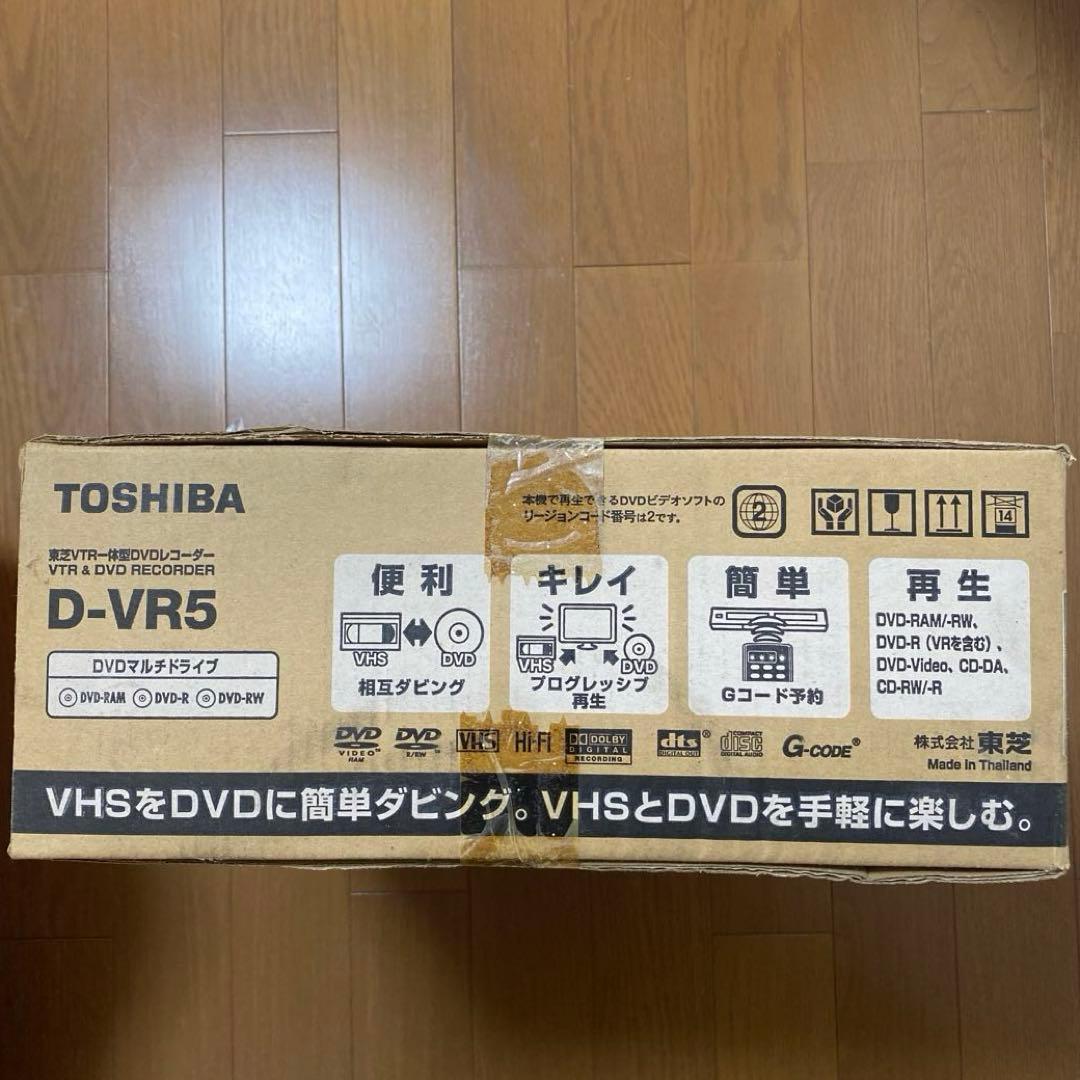 TOSHIBA
本機で再生できるDVDビデオソフトの
リージョンコード番号は2です。
2
14
東芝VTR一体型DVDレコーダー
VTR & DVD RECORDER
D-VR5
DVDマルチドライブ
DVD-RAM DVD-R DVD-RW
便利
VHS DVD
相互ダビング
キレイ
VHS DVD
プログレッシブ
再生
簡単
Gコード予約
再生
DVD-RAM/-RW、
DVD-R（VRを含む）、
DVD-Video、CD-DA、
CD-RW/-R
DVD
VIDEO
RAM
DVD
R/RW
VHS
Hi-Fi
DOLBY
DIGITAL
RECORDING
dts
DIGITAL OUT
COMPACT
disc
DIGITAL AUDIO
G-CODE®
株式会社 東芝
Made in Thailand
VHSをDVDに簡単ダビング。VHSとDVDを手軽に楽しむ。